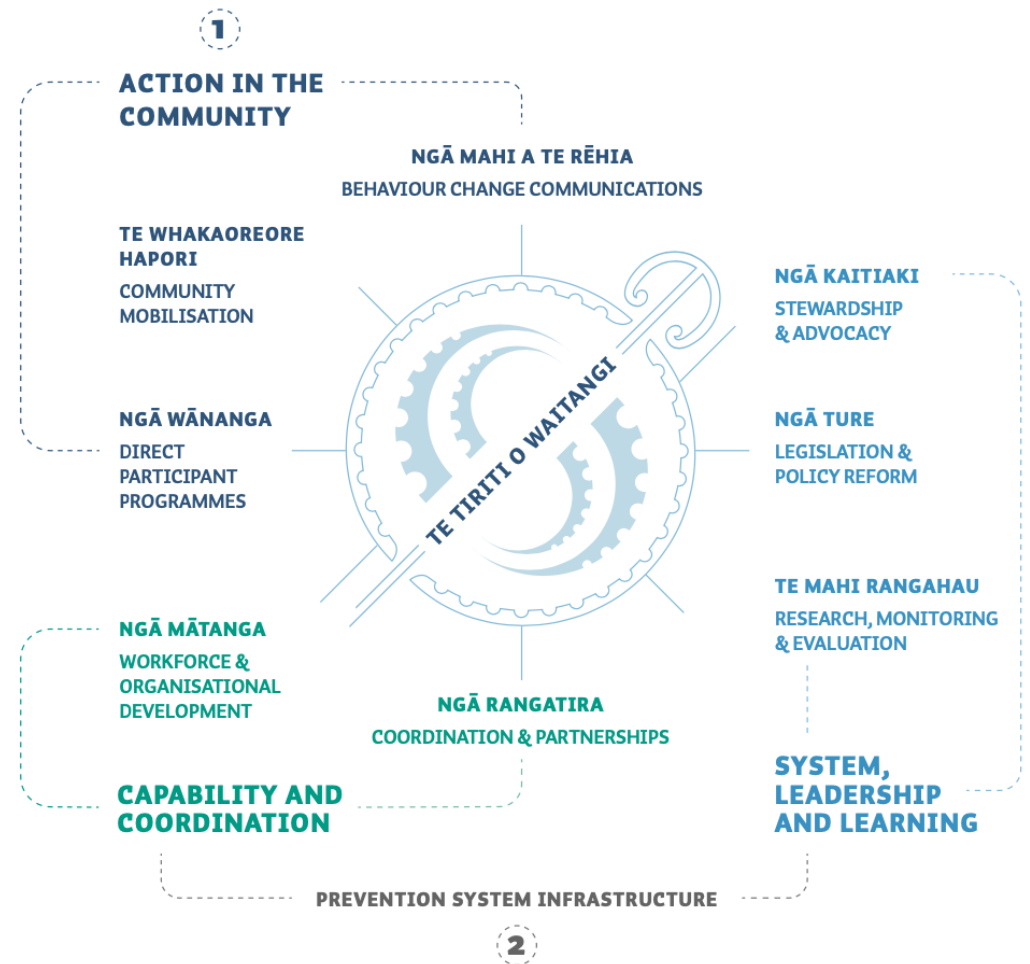 1
ACTION IN THE
COMMUNITY
NGĀ MAHI A TE RĒHIA
BEHAVIOUR CHANGE COMMUNICATIONS
TE WHAKAOREORE
HAPORI
COMMUNITY
MOBILISATION
NGĀ WĀNANGA
DIRECT
PARTICIPANT
PROGRAMMES
TE TIRITI O WAITANGI
NGĀ KAITIAKI
STEWARDSHIP
& ADVOCACY
NGĀ TURE
LEGISLATION &
POLICY REFORM
TE MAHI RANGAHAU
RESEARCH, MONITORING
& EVALUATION
NGĀ MĀTANGA
WORKFORCE &
ORGANISATIONAL
DEVELOPMENT
NGĀ RANGATIRA
COORDINATION & PARTNERSHIPS
CAPABILITY AND
COORDINATION
SYSTEM,
LEADERSHIP
AND LEARNING
PREVENTION SYSTEM INFRASTRUCTURE
2